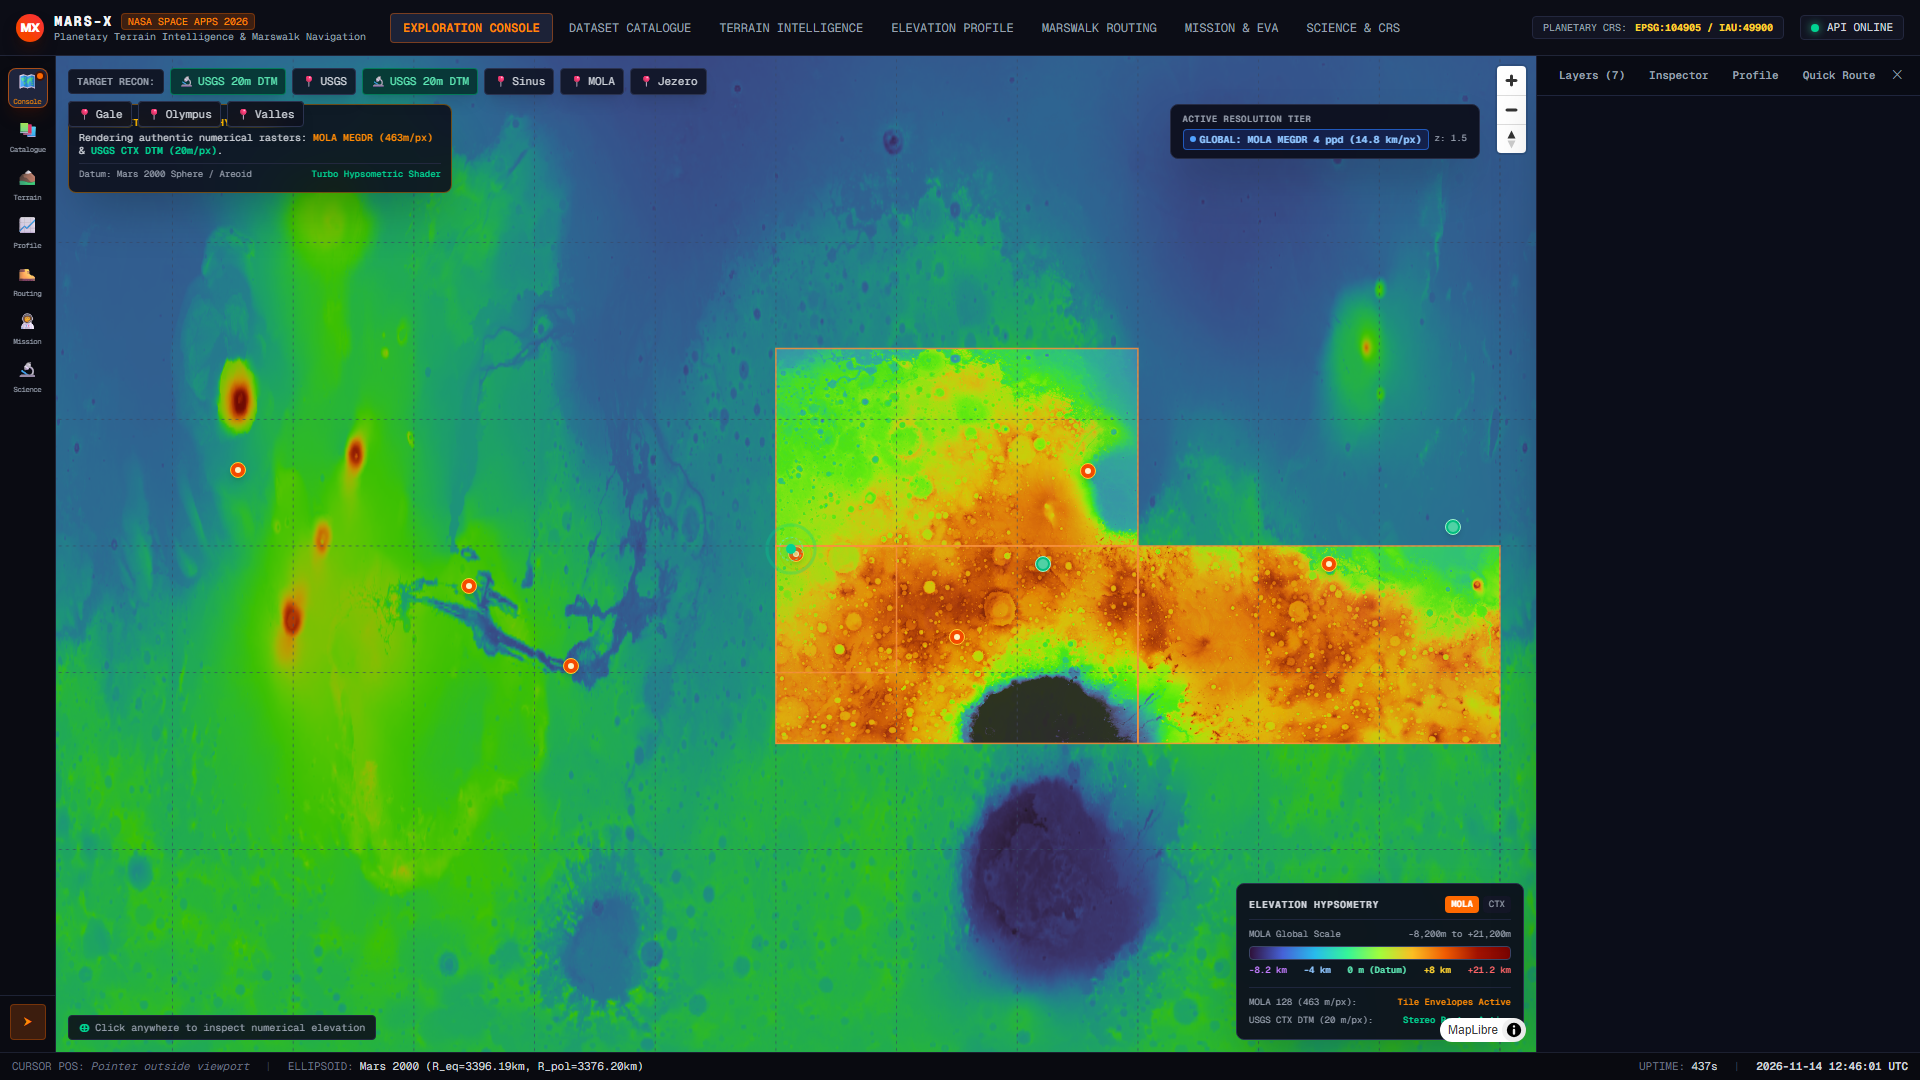 MX
MARS-X
NASA SPACE APPS 2026
Planetary Terrain Intelligence & Marswalk Navigation
EXPLORATION CONSOLE
DATASET CATALOGUE
TERRAIN INTELLIGENCE
ELEVATION PROFILE
MARSWALK ROUTING
MISSION & EVA
SCIENCE & CRS
PLANETARY CRS: EPSG:104905 / IAU:49900
API ONLINE
Console
Catalogue
Terrain
Profile
Routing
Mission
Science
TARGET RECON:
USGS 20m DTM
USGS
USGS 20m DTM
Sinus
MOLA
Jezero
Gale
Olympus
Valles
Rendering authentic numerical rasters: MOLA MEGDR (463m/px)
& USGS CTX DTM (20m/px).
Datum: Mars 2000 Sphere / Areoid
Turbo Hypsometric Shader
ACTIVE RESOLUTION TIER
GLOBAL: MOLA MEGDR 4 ppd (14.8 km/px)
z: 1.5
Layers (7)
Inspector
Profile
Quick Route
ELEVATION HYPSOMETRY
MOLA
CTX
MOLA Global Scale
-8,200m to +21,200m
-8.2 km
-4 km
0 m (Datum)
+8 km
+21.2 km
MOLA 128 (463 m/px):
Tile Envelopes Active
USGS CTX DTM (20 m/px):
Stereo
MapLibre
Click anywhere to inspect numerical elevation
CURSOR POS: Pointer outside viewport
ELLIPSOID: Mars 2000 (R_eq=3396.19km, R_pol=3376.20km)
UPTIME: 437s
2026-11-14 12:46:01 UTC